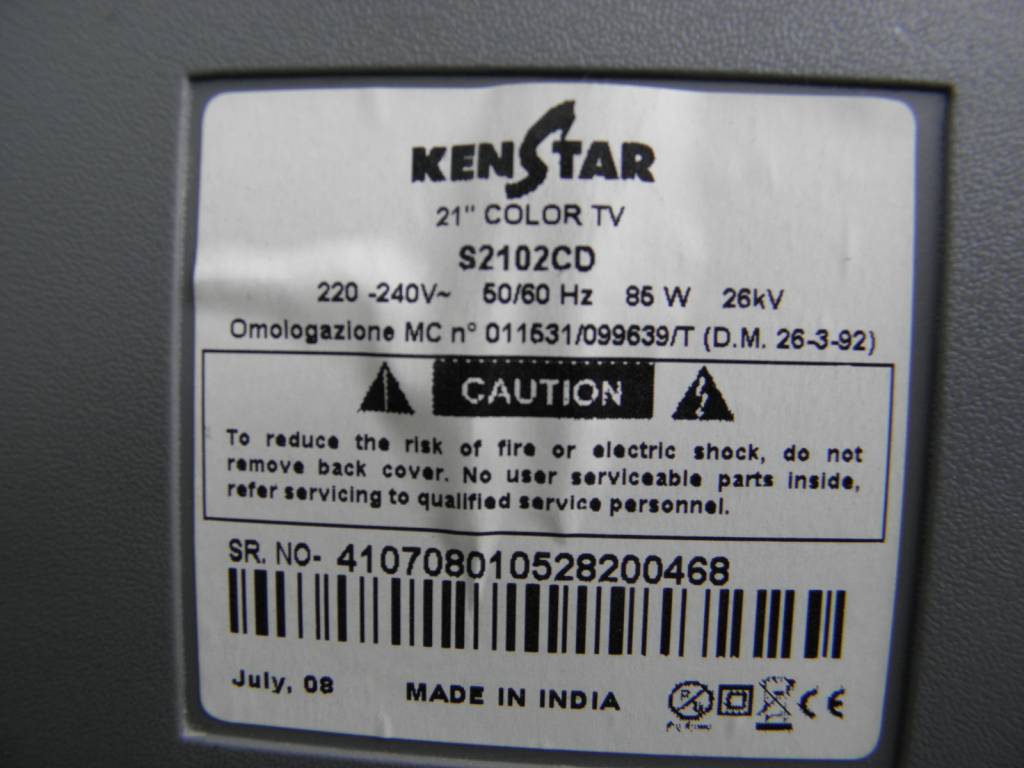 KENSTAR
21" COLOR TV
S2102CD
220 -240V~ 50/60 Hz 85 W 26kV
Omologazione MC n° 011531/099639/T (D.M. 26-3-92)
CAUTION
To reduce the risk of fire or electric shock, do not
remove back cover. No user serviceable parts inside,
refer servicing to qualified service personnel.
SR. NO- 410708010528200468
July, 08 MADE IN INDIA CE